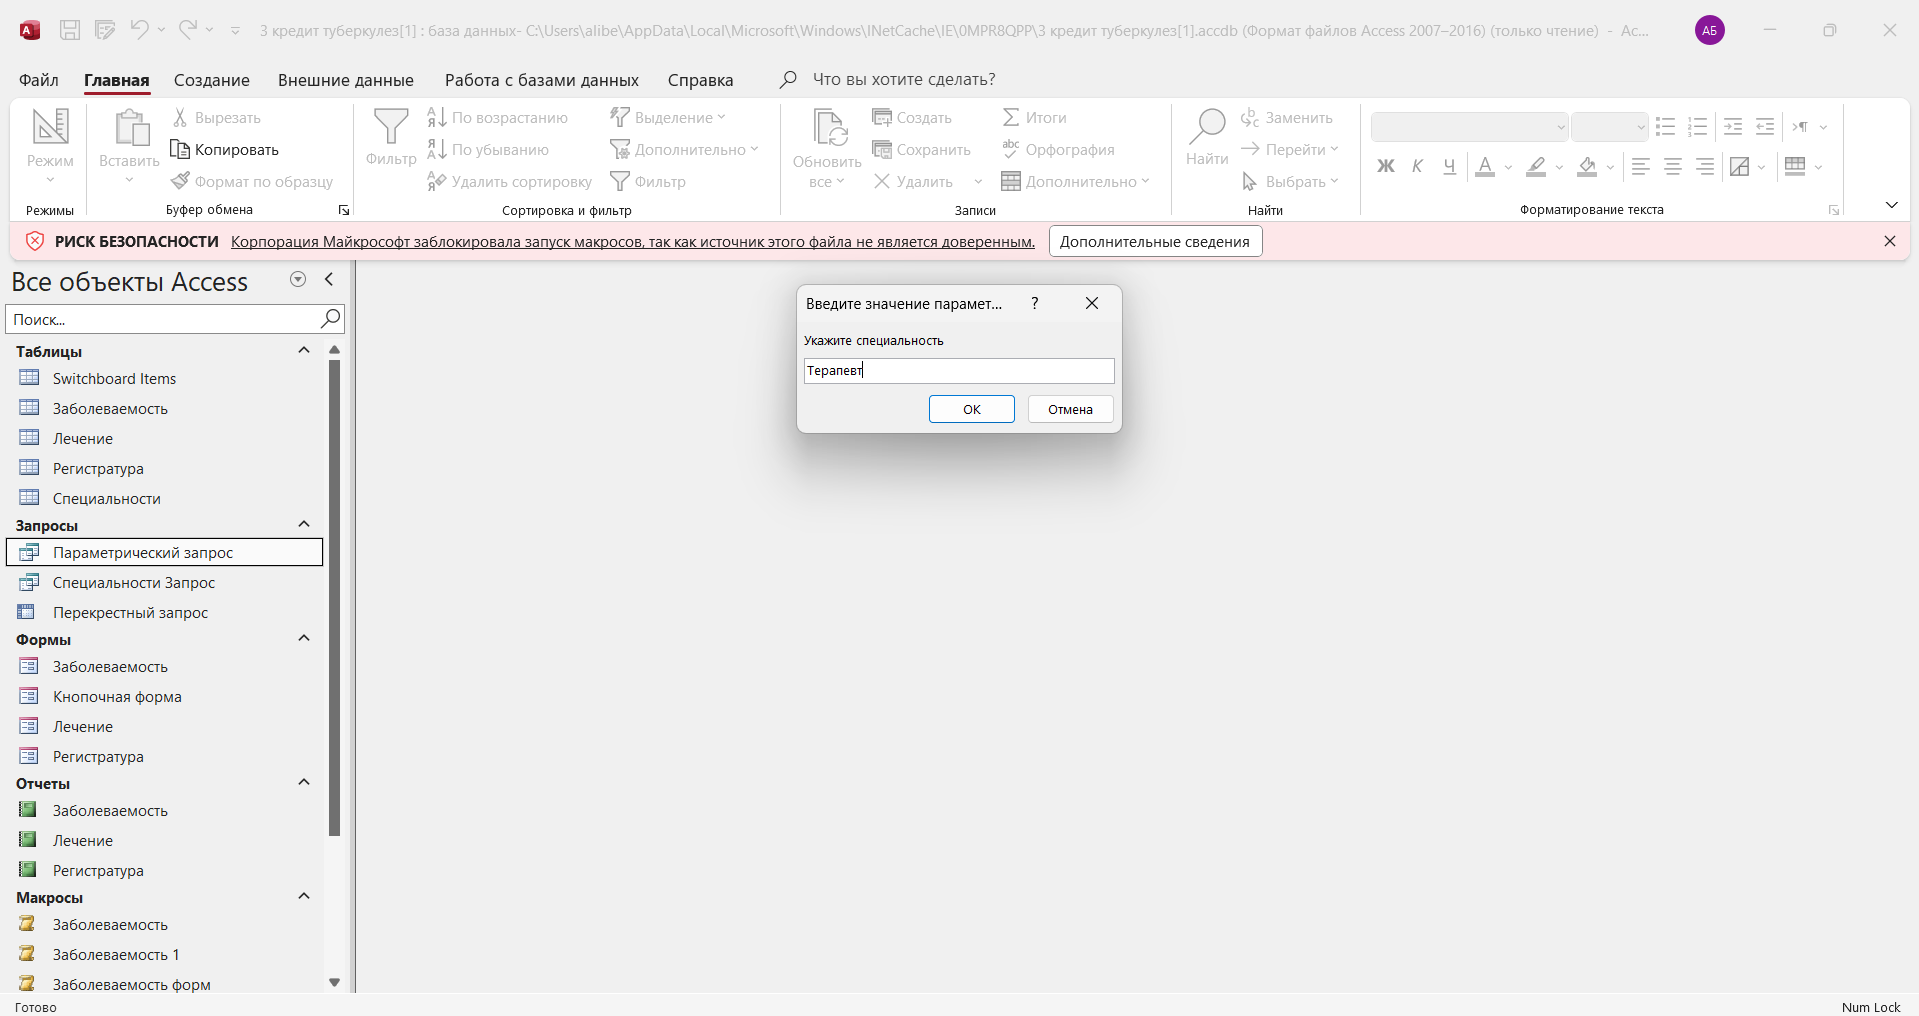 3 кредит туберкулез[1] : база данных- C:\Users\alibe\AppData\Local\Microsoft\Windows\INetCache\IE\0MPR8QPP\3 кредит туберкулез[1].accdb (Формат файлов Access 2007–2016) (только чтение) - Ac...
АБ
Файл Главная Создание Внешние данные Работа с базами данных Справка Что вы хотите сделать?
Режим
Режимы
Вставить
Вырезать
Копировать
Формат по образцу
Буфер обмена
Фильтр
По возрастанию
По убыванию
Удалить сортировку
Выделение
Дополнительно
Фильтр
Сортировка и фильтр
Обновить
все
Создать
Сохранить
Удалить
Итоги
Орфография
Дополнительно
Записи
Найти
Заменить
Перейти
Выбрать
Найти
Ж К Ч А
Форматирование текста
РИСК БЕЗОПАСНОСТИ Корпорация Майкрософт заблокировала запуск макросов, так как источник этого файла не является доверенным. Дополнительные сведения
Все объекты Access
Поиск...
Таблицы
Switchboard Items
Заболеваемость
Лечение
Регистратура
Специальности
Запросы
Параметрический запрос
Специальности Запрос
Перекрестный запрос
Формы
Заболеваемость
Кнопочная форма
Лечение
Регистратура
Отчеты
Заболеваемость
Лечение
Регистратура
Макросы
Заболеваемость
Заболеваемость 1
Заболеваемость форм
Введите значение парамет... ?
Укажите специальность
Терапевт
ОК Отмена
Готово
Num Lock